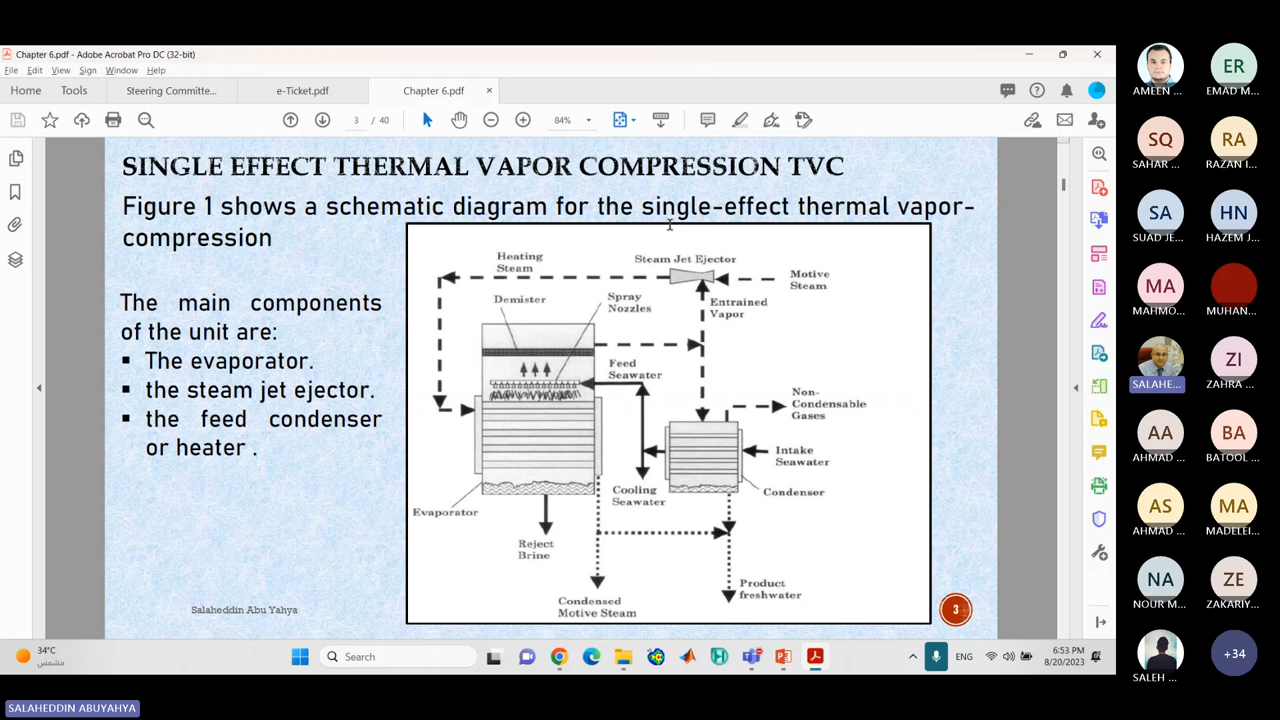 Chapter 6.pdf - Adobe Acrobat Pro DC (32-bit)
File Edit View Sign Window Help
Home Tools Steering Committe... e-Ticket.pdf Chapter 6.pdf
3 / 40 84%
SINGLE EFFECT THERMAL VAPOR COMPRESSION TVC
Figure 1 shows a schematic diagram for the single-effect thermal vapor-
compression
The main components
of the unit are:
▪ The evaporator.
▪ the steam jet ejector.
▪ the feed condenser
or heater .
Heating
Steam
Steam Jet Ejector
Motive
Steam
Demister
Spray
Nozzles
Entrained
Vapor
Feed
Seawater
Non-
Condensable
Gases
Intake
Seawater
Cooling
Seawater
Condenser
Evaporator
Reject
Brine
Condensed
Motive Steam
Product
freshwater
Salaheddin Abu Yahya
3
34°C
مشمس
Search
ENG
6:53 PM
8/20/2023
AMEEN ...
ER
EMAD M...
SQ
SAHAR ...
RA
RAZAN I...
SA
SUAD JE...
HN
HAZEM J...
MA
MAHMO...
MUHAN...
SALAHE...
ZI
ZAHRA ...
AA
AHMAD ...
BA
BATOOL ...
AS
AHMAD ...
MA
MADELEI...
NA
NOUR M...
ZE
ZAKARIY...
SALEH ...
+34
SALAHEDDIN ABUYAHYA